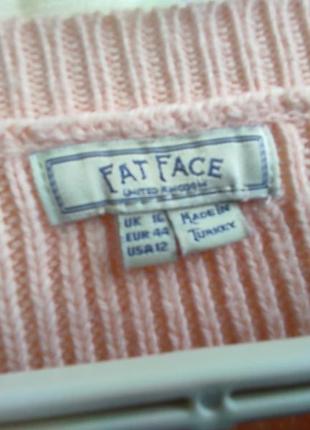 FAT FACE
UNITED KINGDOM
UK 16
EUR 44
USA 12
MADE IN
TURKEY